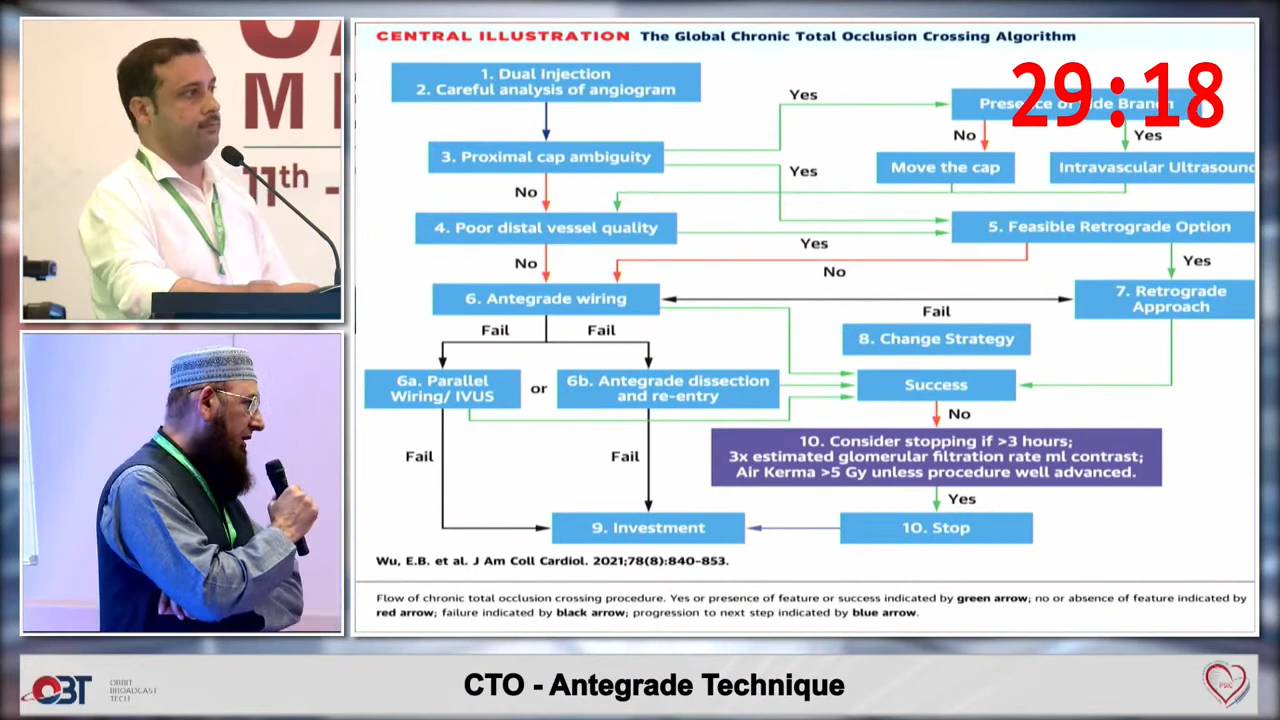 M
11th -
CENTRAL ILLUSTRATION The Global Chronic Total Occlusion Crossing Algorithm
29:18
1. Dual Injection
2. Careful analysis of angiogram
Yes
Presence of Side Branch
No
Yes
3. Proximal cap ambiguity
Move the cap
Intravascular Ultrasound
Yes
No
4. Poor distal vessel quality
5. Feasible Retrograde Option
Yes
No
No
Yes
6. Antegrade wiring
7. Retrograde
Approach
Fail
Fail
Fail
8. Change Strategy
6a. Parallel
Wiring/ IVUS
or
6b. Antegrade dissection
and re-entry
Success
No
10. Consider stopping if >3 hours;
3x estimated glomerular filtration rate ml contrast;
Air Kerma >5 Gy unless procedure well advanced.
Fail
Fail
Yes
9. Investment
10. Stop
Wu, E.B. et al. J Am Coll Cardiol. 2021;78(8):840–853.
Flow of chronic total occlusion crossing procedure. Yes or presence of feature or success indicated by green arrow; no or absence of feature indicated by
red arrow; failure indicated by black arrow; progression to next step indicated by blue arrow.
OBT
ORBIT
BROADCAST
TECH
CTO - Antegrade Technique
PSIC